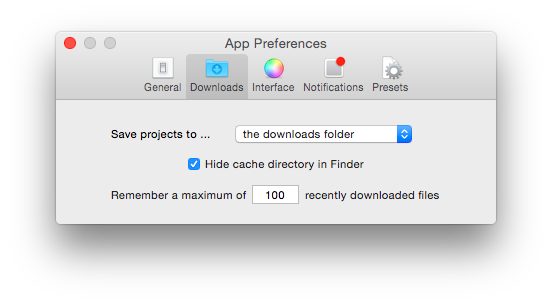 App Preferences
General Downloads Interface Notifications Presets
Save projects to ... the downloads folder
Hide cache directory in Finder
Remember a maximum of 100 recently downloaded files